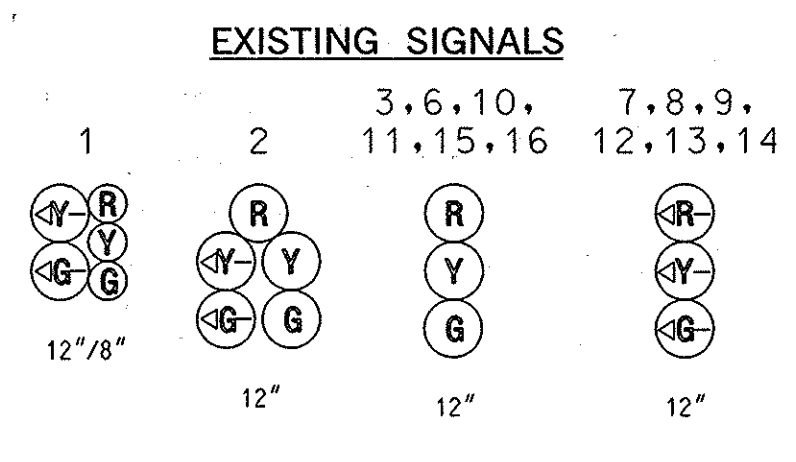 EXISTING SIGNALS
1
2
3,6,10,
11,15,16
7,8,9,
12,13,14
Y R
Y
G G
12"/8"
R
Y Y
G G
12"
R
Y
G
12"
R
Y
G
12"